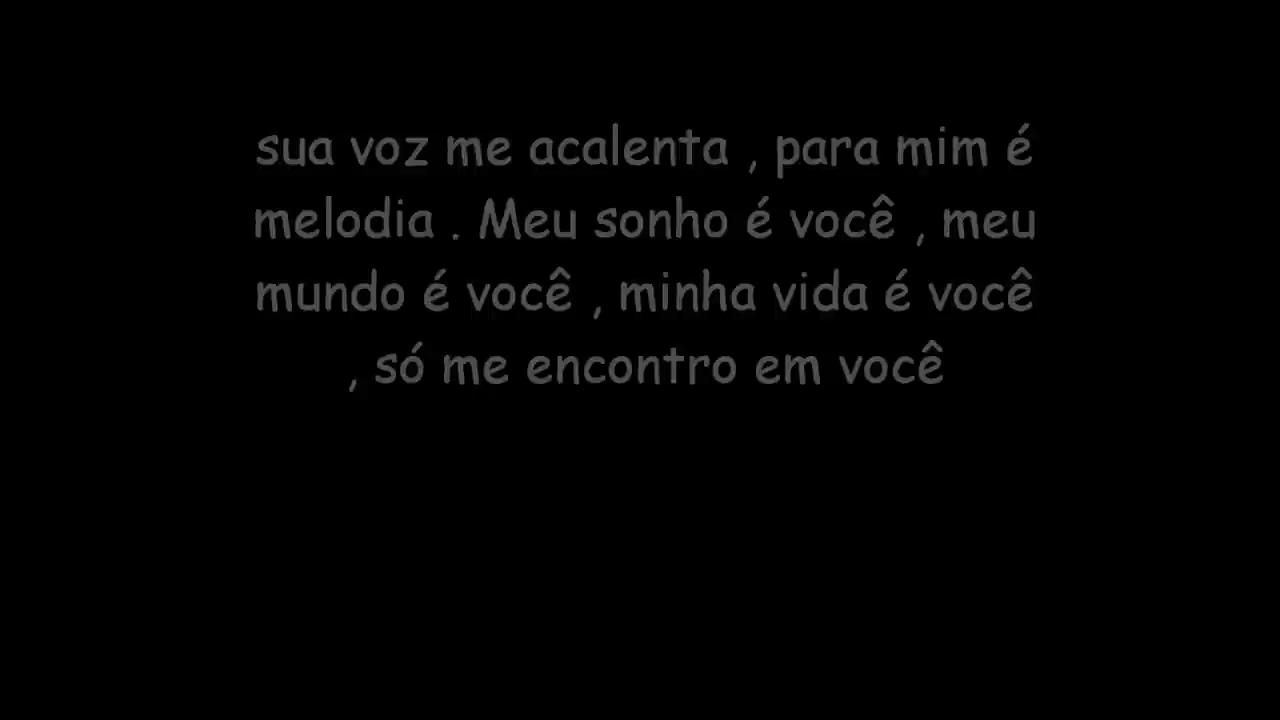 sua voz me acalenta , para mim é
melodia . Meu sonho é você , meu
mundo é você , minha vida é você
, só me encontro em você